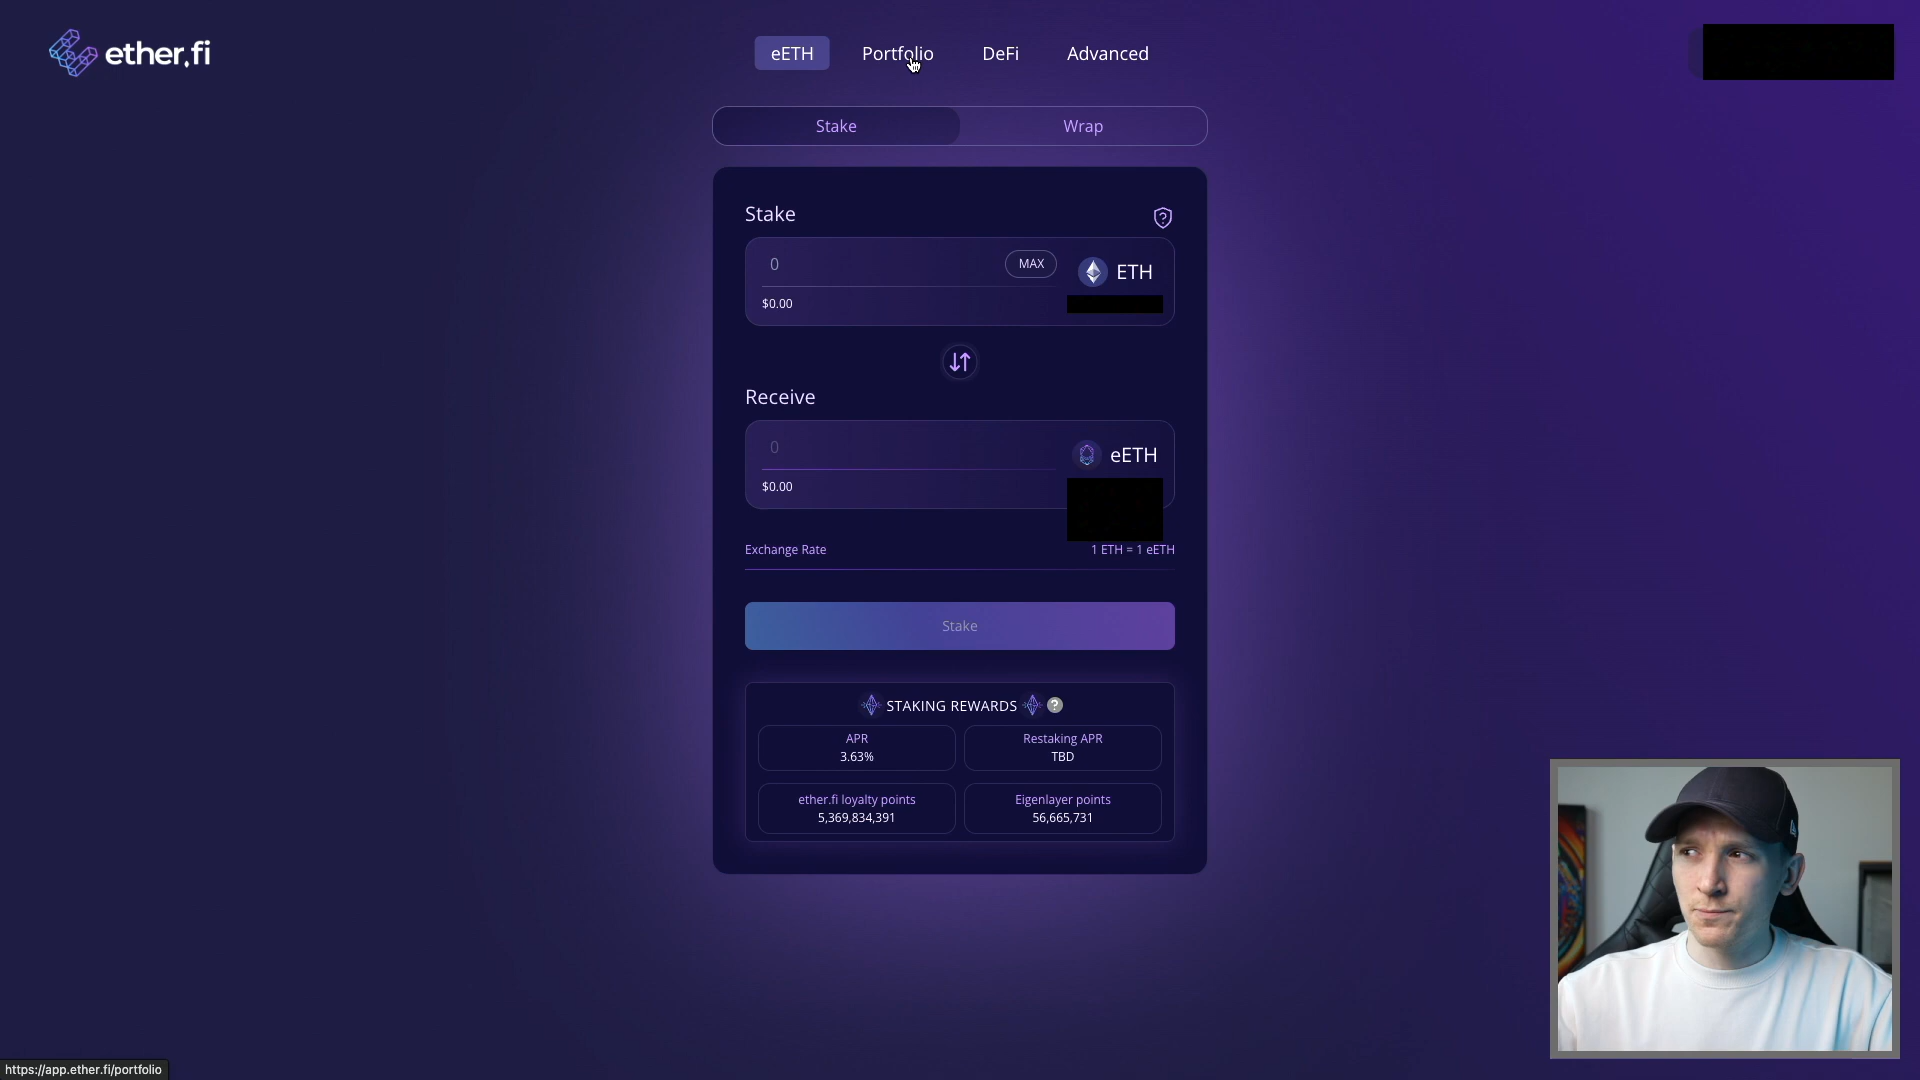 ether.fi
eETH Portfolio DeFi Advanced
Stake Wrap
Stake
0 MAX ETH
$0.00
Receive
0 eETH
$0.00
Exchange Rate 1 ETH = 1 eETH
Stake
STAKING REWARDS ?
APR Restaking APR
3.63% TBD
ether.fi loyalty points Eigenlayer points
5,369,834,391 56,665,731
https://app.ether.fi/portfolio